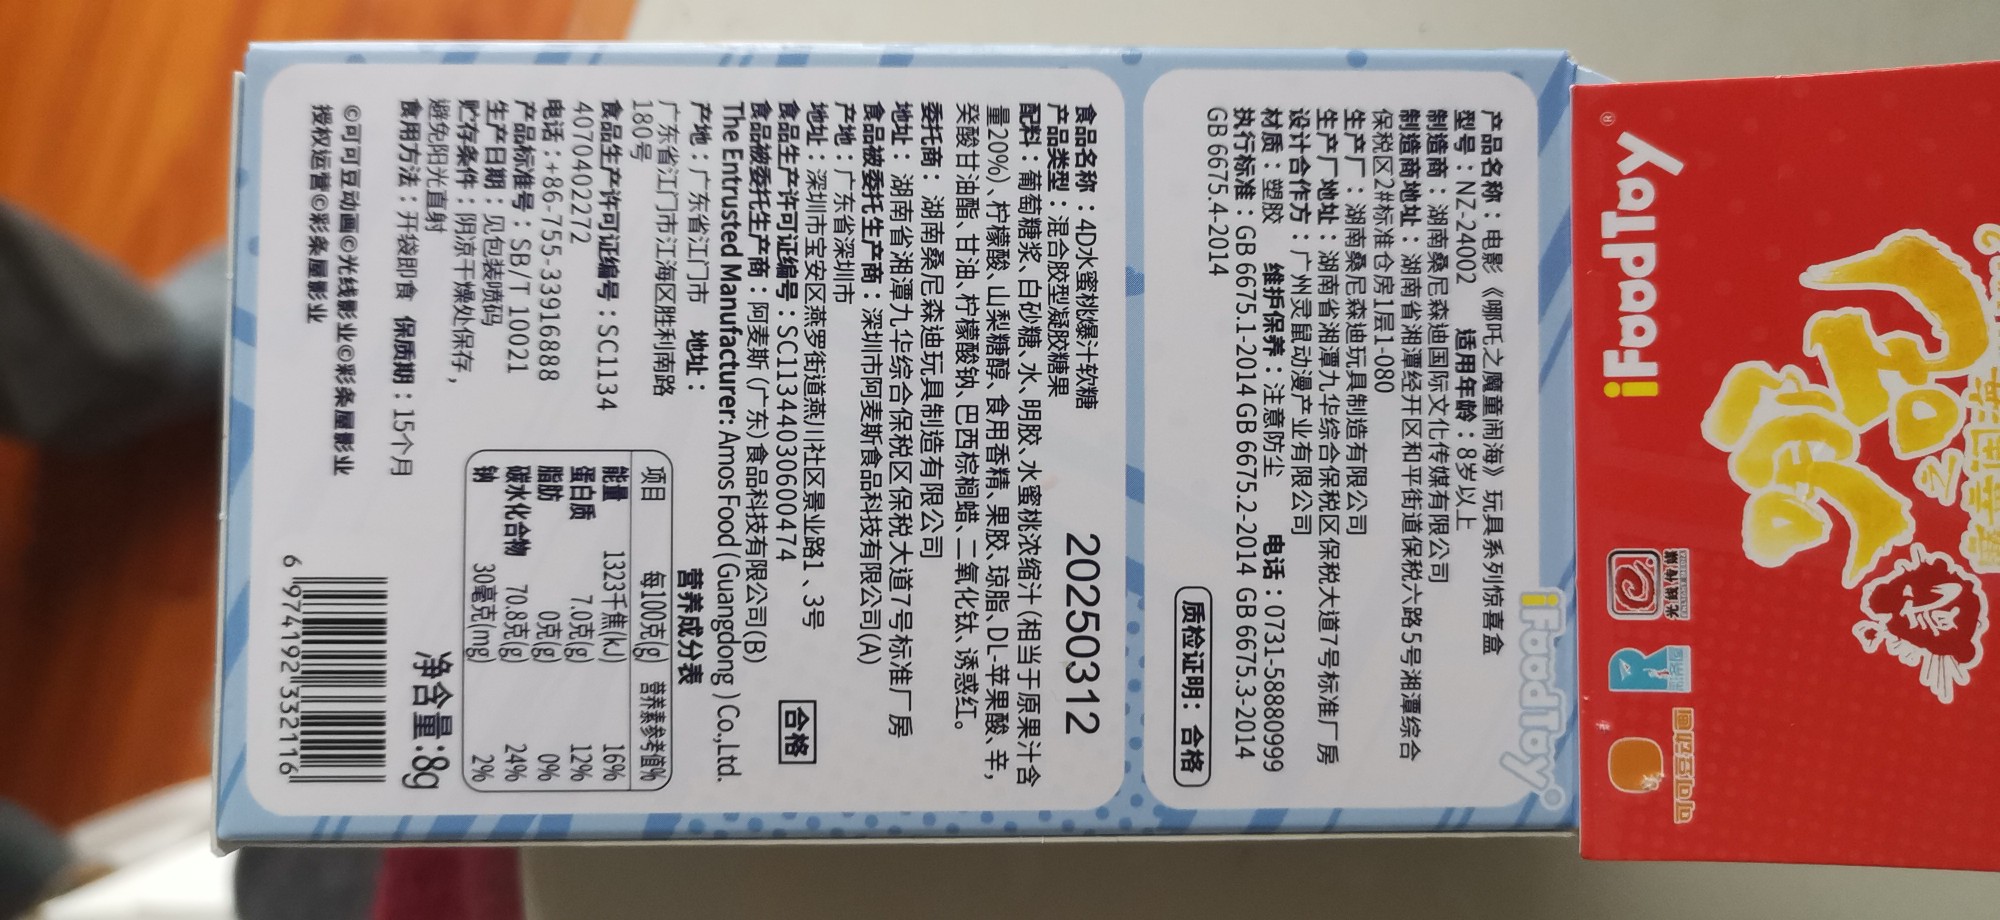 iFoodToy®
哪吒
之
魔童闹海
贰
光线传媒
可可豆动画
iFoodToy
产品名称：电影《哪吒之魔童闹海》玩具系列惊喜盒
型号：NZ-24002 适用年龄：8岁以上
制造商：湖南桑尼森迪国际文化传媒有限公司
制造商地址：湖南省湘潭经开区和平街道保税六路5号湘潭综合
保税区2#标准仓房1层1-080
生产厂：湖南桑尼森迪玩具制造有限公司
生产厂地址：湖南省湘潭九华综合保税区保税大道7号标准厂房
设计合作方：广州灵鼠动漫产业有限公司
材质：塑胶 维护保养：注意防尘 电话：0731-58880999
执行标准：GB 6675.1-2014 GB 6675.2-2014 GB 6675.3-2014
GB 6675.4-2014
质检证明：合格
20250312
食品名称：4D水蜜桃爆汁软糖
产品类型：混合胶型凝胶糖果
配料：葡萄糖浆、白砂糖、水、明胶、水蜜桃浓缩汁(相当于原果汁含
量20%)、柠檬酸、山梨糖醇、食用香精、果胶、琼脂、DL-苹果酸、辛，
癸酸甘油酯、甘油、柠檬酸钠、巴西棕榈蜡、二氧化钛、诱惑红。
委托商：湖南桑尼森迪玩具制造有限公司
地址：湖南省湘潭九华综合保税区保税大道7号标准厂房
食品被委托生产商：深圳市阿麦斯食品科技有限公司(A)
产地：广东省深圳市
地址：深圳市宝安区燕罗街道燕川社区景业路1、3号
食品生产许可证编号：SC11344030600474
合格
食品被委托生产商：阿麦斯(广东)食品科技有限公司(B)
The Entrusted Manufacturer: Amos Food (Guangdong) Co.,Ltd.
产地：广东省江门市 地址：
广东省江门市江海区胜利南路
180号
食品生产许可证编号：SC1134
4070402272
电话：+86-755-33916888
产品标准号：SB/T 10021
生产日期：见包装喷码
贮存条件：阴凉干燥处保存，
避免阳光直射
食用方法：开袋即食 保质期：15个月
营养成分表
项目 每100克(g) 营养素参考值%
能量 1323千焦(kJ) 16%
蛋白质 7.0克(g) 12%
脂肪 0克(g) 0%
碳水化合物 70.8克(g) 24%
钠 30毫克(mg) 2%
净含量:8g
©可可豆动画©光线影业©彩条屋影业
授权运营©彩条屋影业
6 974192 332116